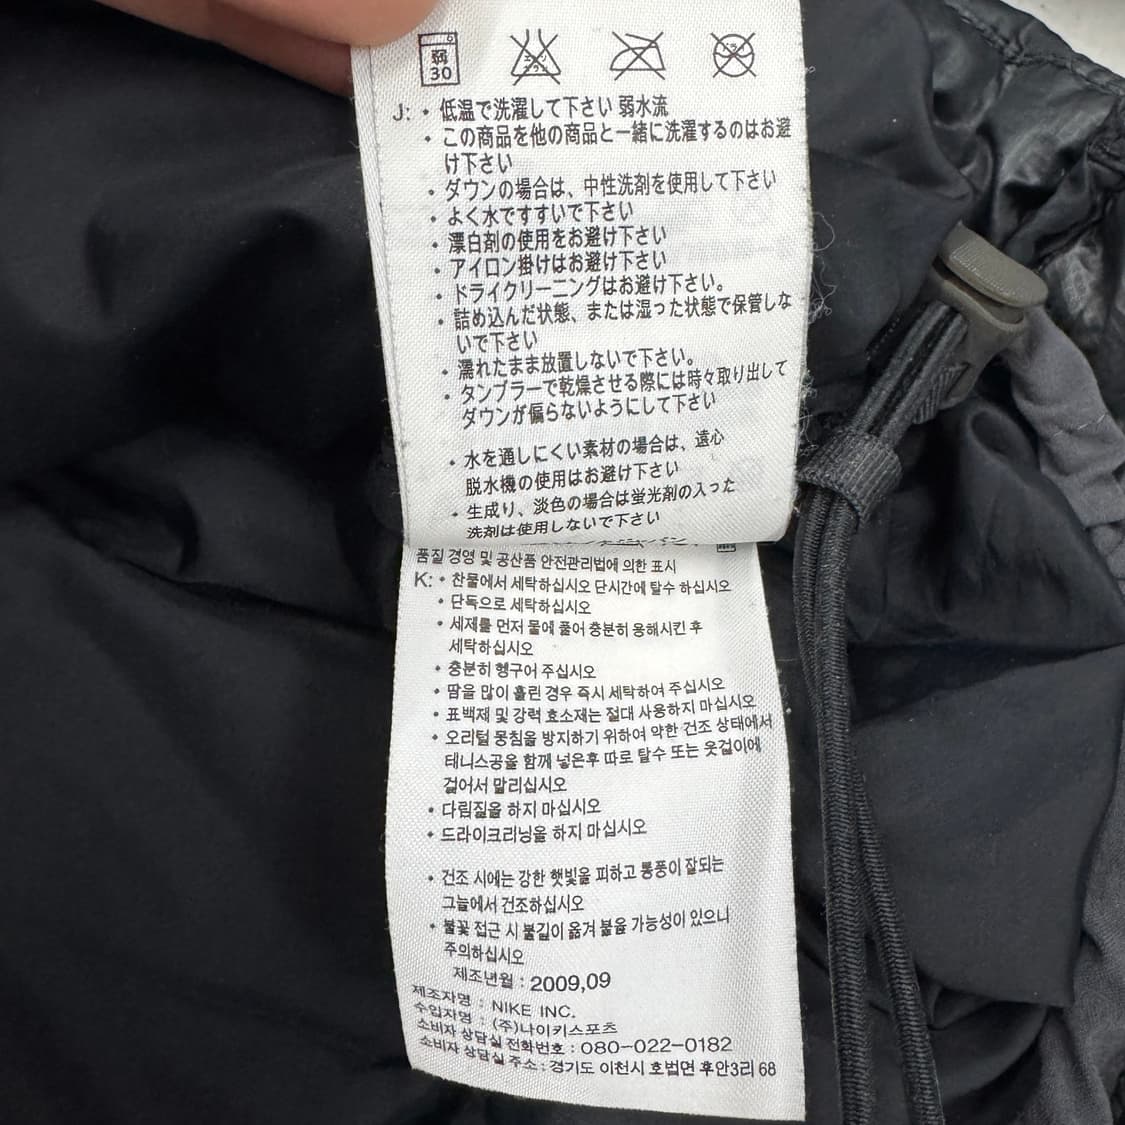 弱
30
エンソ
サラシ
ドライ
J: • 低温で洗濯して下さい 弱水流
• この商品を他の商品と一緒に洗濯するのはお避
け下さい
• ダウンの場合は、中性洗剤を使用して下さい
• よく水ですすいで下さい
• 漂白剤の使用をお避け下さい
• アイロン掛けはお避け下さい
• ドライクリーニングはお避け下さい。
• 詰め込んだ状態、または湿った状態で保管しな
いで下さい
• 濡れたまま放置しないで下さい。
• タンブラーで乾燥させる際には時々取り出して
ダウンが偏らないようにして下さい
• 水を通しにくい素材の場合は、遠心
脱水機の使用はお避け下さい
• 生成り、淡色の場合は蛍光剤の入った
洗剤は使用しないで下さい
품질 경영 및 공산품 안전관리법에 의한 표시
K: • 찬물에서 세탁하십시오 단시간에 탈수 하십시오
• 단독으로 세탁하십시오
• 세제를 먼저 물에 풀어 충분히 용해시킨 후
세탁하십시오
• 충분히 헹구어 주십시오
• 땀을 많이 흘린 경우 즉시 세탁하여 주십시오
• 표백제 및 강력 효소제는 절대 사용하지 마십시오
• 오리털 뭉침을 방지하기 위하여 약한 건조 상태에서
테니스공을 함께 넣은후 따로 탈수 또는 옷걸이에
걸어서 말리십시오
• 다림질을 하지 마십시오
• 드라이크리닝을 하지 마십시오
• 건조 시에는 강한 햇빛을 피하고 통풍이 잘되는
그늘에서 건조하십시오
• 불꽃 접근 시 불길이 옮겨 붙을 가능성이 있으니
주의하십시오
제조년월 : 2009,09
제조자명 : NIKE INC.
수입자명 : (주)나이키스포츠
소비자 상담실 전화번호 : 080-022-0182
소비자 상담실 주소 : 경기도 이천시 호법면 후안3리 68